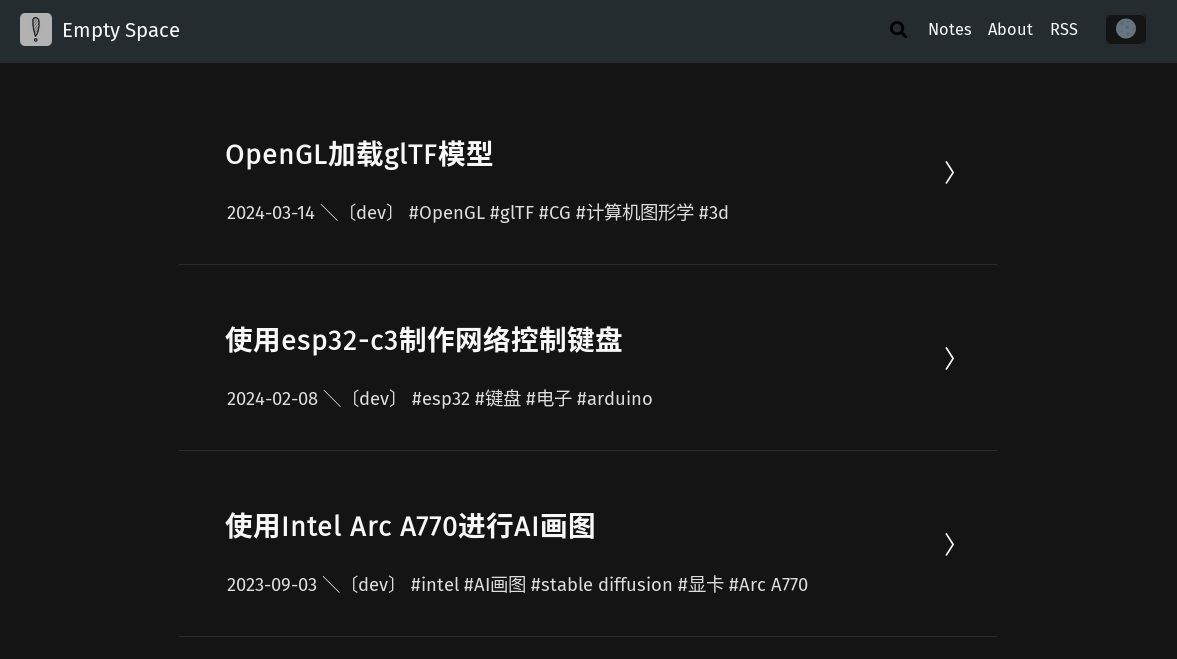 Empty Space
Notes About RSS
OpenGL加载glTF模型
2024-03-14 ╲〔dev〕 #OpenGL #glTF #CG #计算机图形学 #3d
使用esp32-c3制作网络控制键盘
2024-02-08 ╲〔dev〕 #esp32 #键盘 #电子 #arduino
使用Intel Arc A770进行AI画图
2023-09-03 ╲〔dev〕 #intel #AI画图 #stable diffusion #显卡 #Arc A770